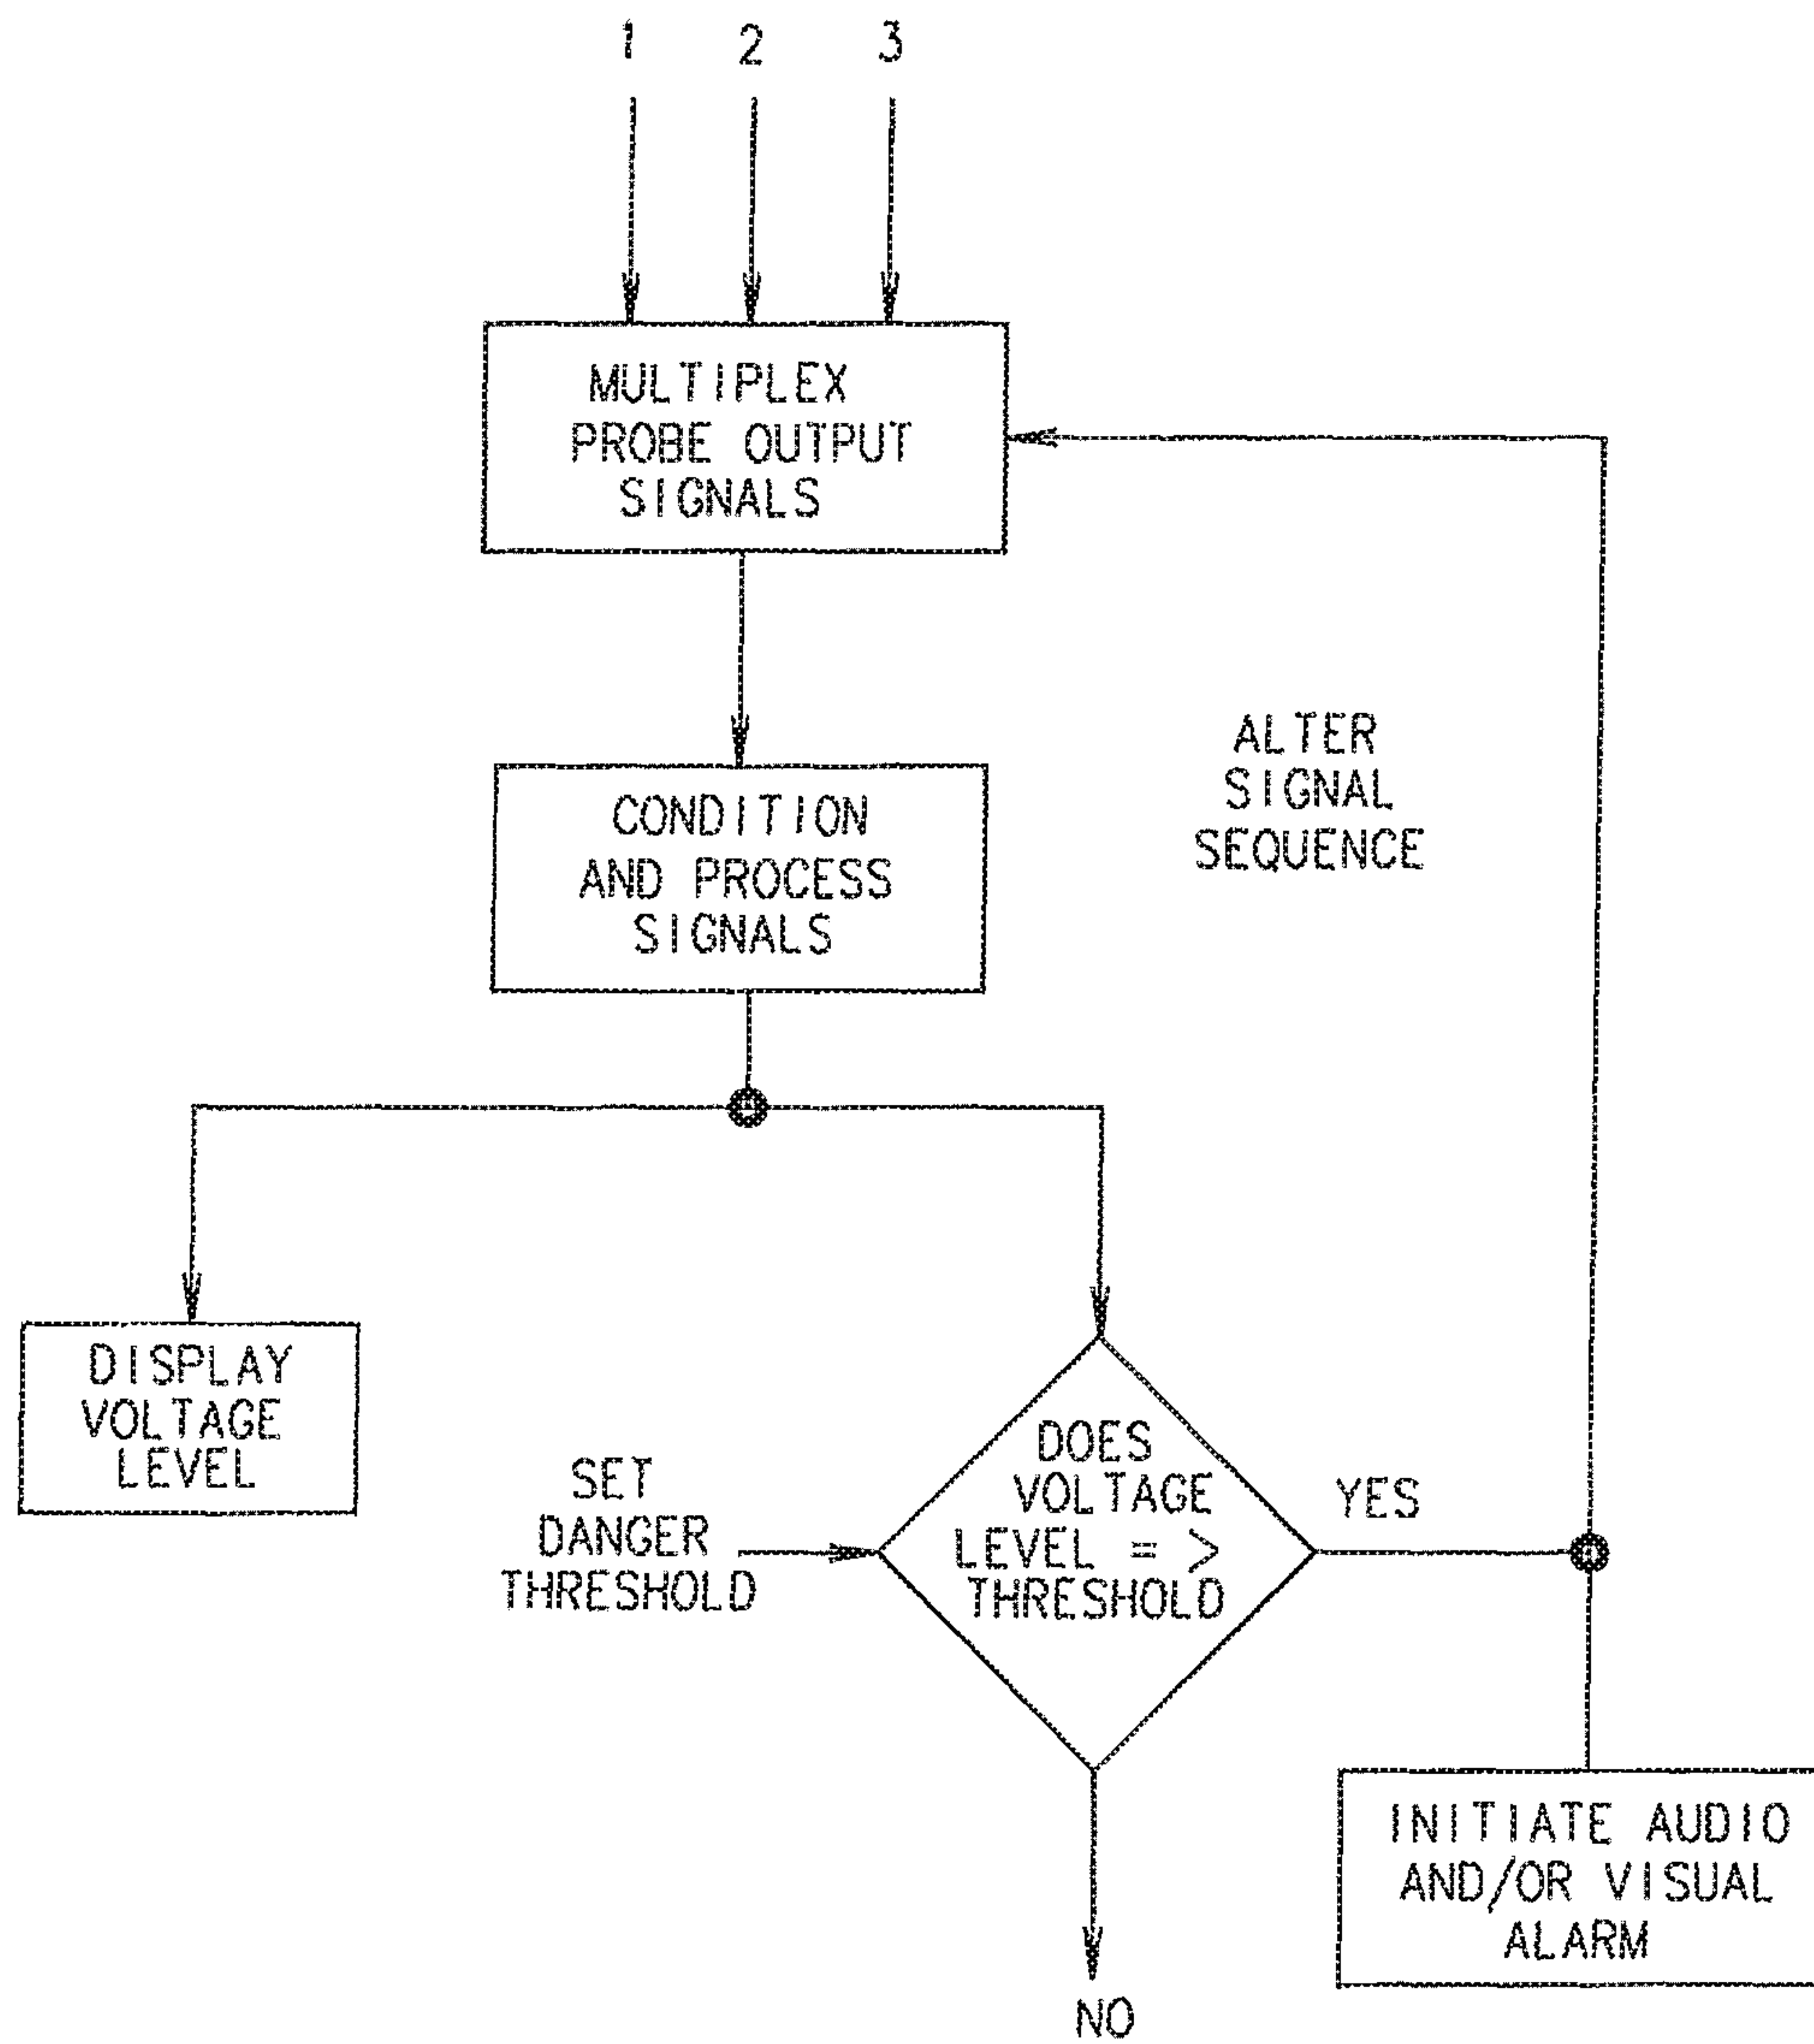 1 2 3
MULTIPLEX
PROBE OUTPUT
SIGNALS
CONDITION
AND PROCESS
SIGNALS
ALTER
SIGNAL
SEQUENCE
DISPLAY
VOLTAGE
LEVEL
SET
DANGER
THRESHOLD
DOES
VOLTAGE
LEVEL = >
THRESHOLD
YES
NO
INITIATE AUDIO
AND/OR VISUAL
ALARM